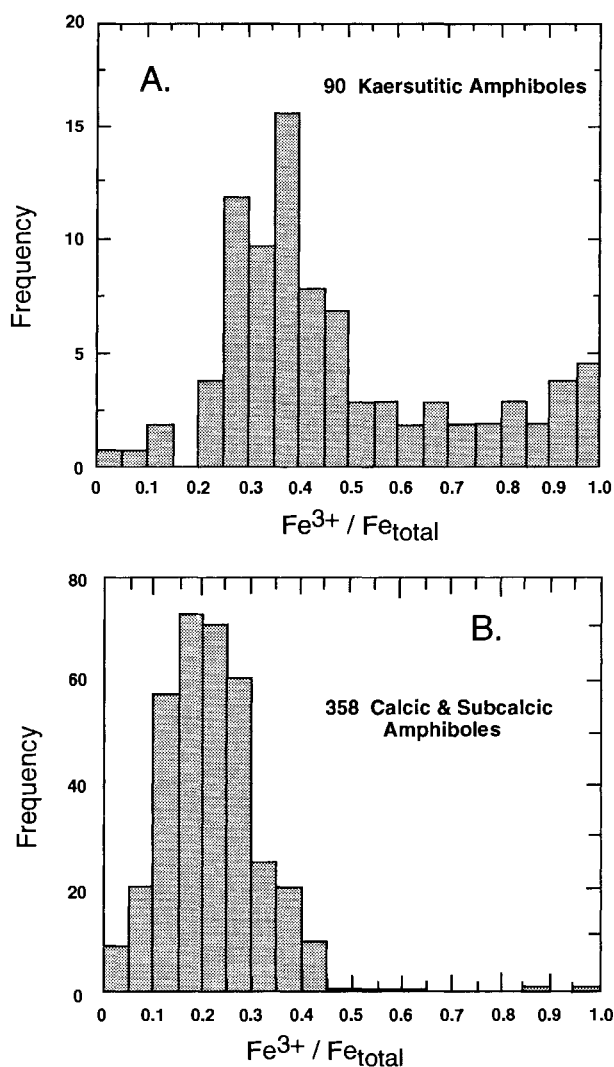 20
A.
90 Kaersutitic Amphiboles
15
10
5
0
Frequency
0 0.1 0.2 0.3 0.4 0.5 0.6 0.7 0.8 0.9 1.0
Fe3+ / Fetotal
80
B.
358 Calcic & Subcalcic
Amphiboles
60
40
20
0
Frequency
0 0.1 0.2 0.3 0.4 0.5 0.6 0.7 0.8 0.9 1.0
Fe3+ / Fetotal